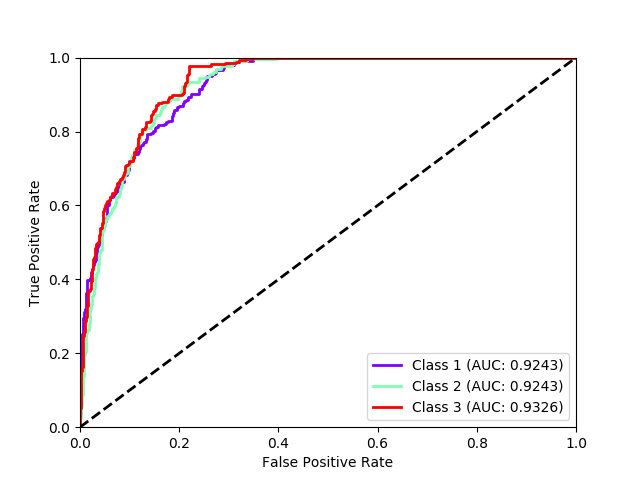 1.0
0.8
0.6
0.4
0.2
0.0
True Positive Rate
Class 1 (AUC: 0.9243)
Class 2 (AUC: 0.9243)
Class 3 (AUC: 0.9326)
0.0 0.2 0.4 0.6 0.8 1.0
False Positive Rate